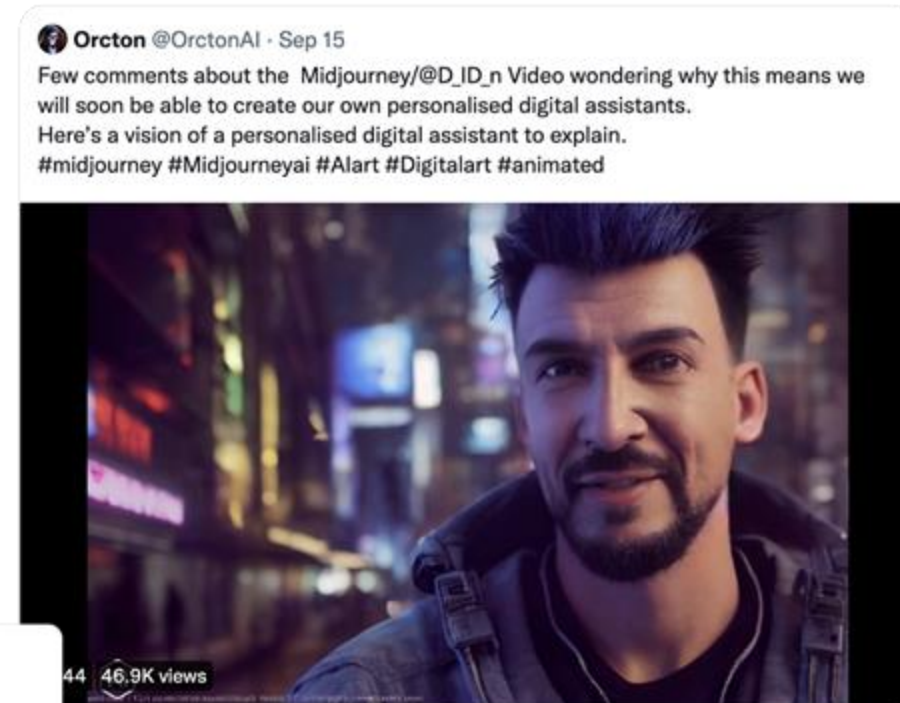 Orcton @OrctonAI · Sep 15
Few comments about the Midjourney/@D_ID_n Video wondering why this means we
will soon be able to create our own personalised digital assistants.
Here's a vision of a personalised digital assistant to explain.
#midjourney #Midjourneyai #AIart #Digitalart #animated
44 46.9K views